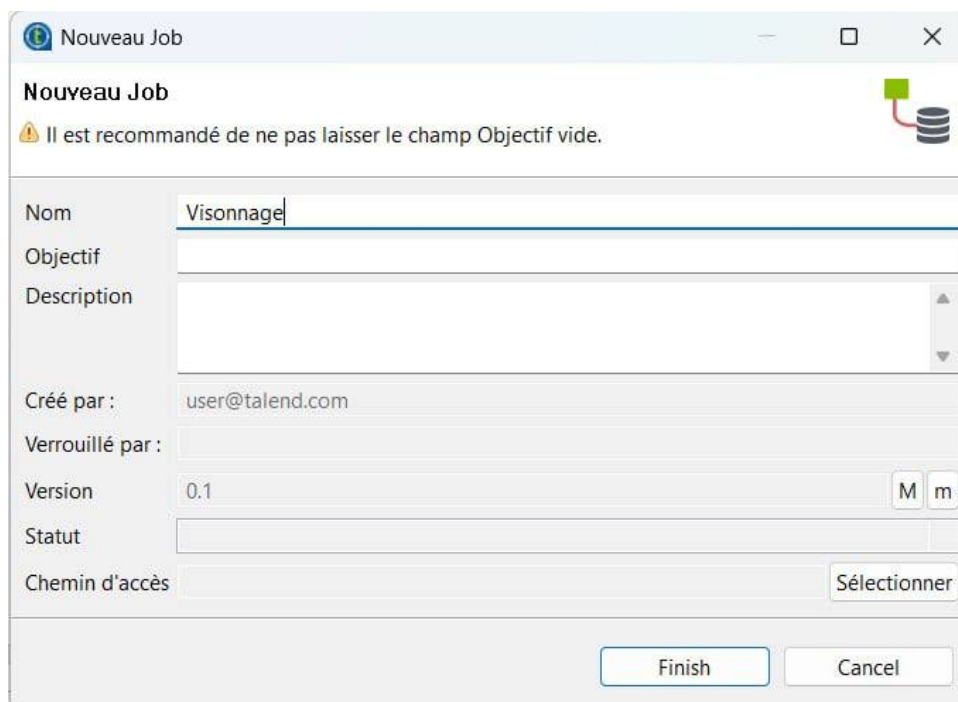 Nouveau Job
Nouveau Job
Il est recommandé de ne pas laisser le champ Objectif vide.
Nom Visonnage
Objectif
Description
Créé par : user@talend.com
Verrouillé par :
Version 0.1 M m
Statut
Chemin d'accès Sélectionner
Finish Cancel